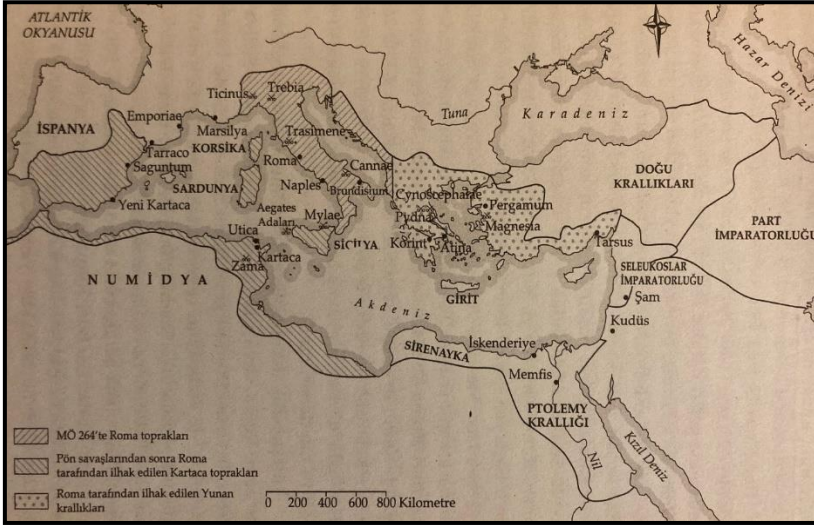 ATLANTİK
OKYANUSU
Hazar Denizi
Ticinus
Trebia
Tuna
Karadeniz
Emporiae
İSPANYA
Marsilya
Trasimene
KORSİKA
Tarraco
Roma
Cannae
DOĞU
KRALLIKLARI
Saguntum
SARDUNYA
Naples
Brundisium
Cynoscephalae
Pergamum
Yeni Kartaca
Aegates
Adaları
Mylae
Pydna
Magnesia
PART
İMPARATORLUĞU
Utica
SİCİLYA
Korint
Atina
Tarsus
Kartaca
Zama
NUMİDYA
SELEUKOSLAR
İMPARATORLUĞU
GİRİT
Şam
Akdeniz
Kudüs
İskenderiye
SİRENAYKA
Memfis
PTOLEMY
KRALLIĞI
Nil
Kızıl Deniz
MÖ 264'te Roma toprakları
Pön savaşlarından sonra Roma
tarafından ilhak edilen Kartaca toprakları
Roma tarafından ilhak edilen Yunan
krallıkları
0 200 400 600 800 Kilometre